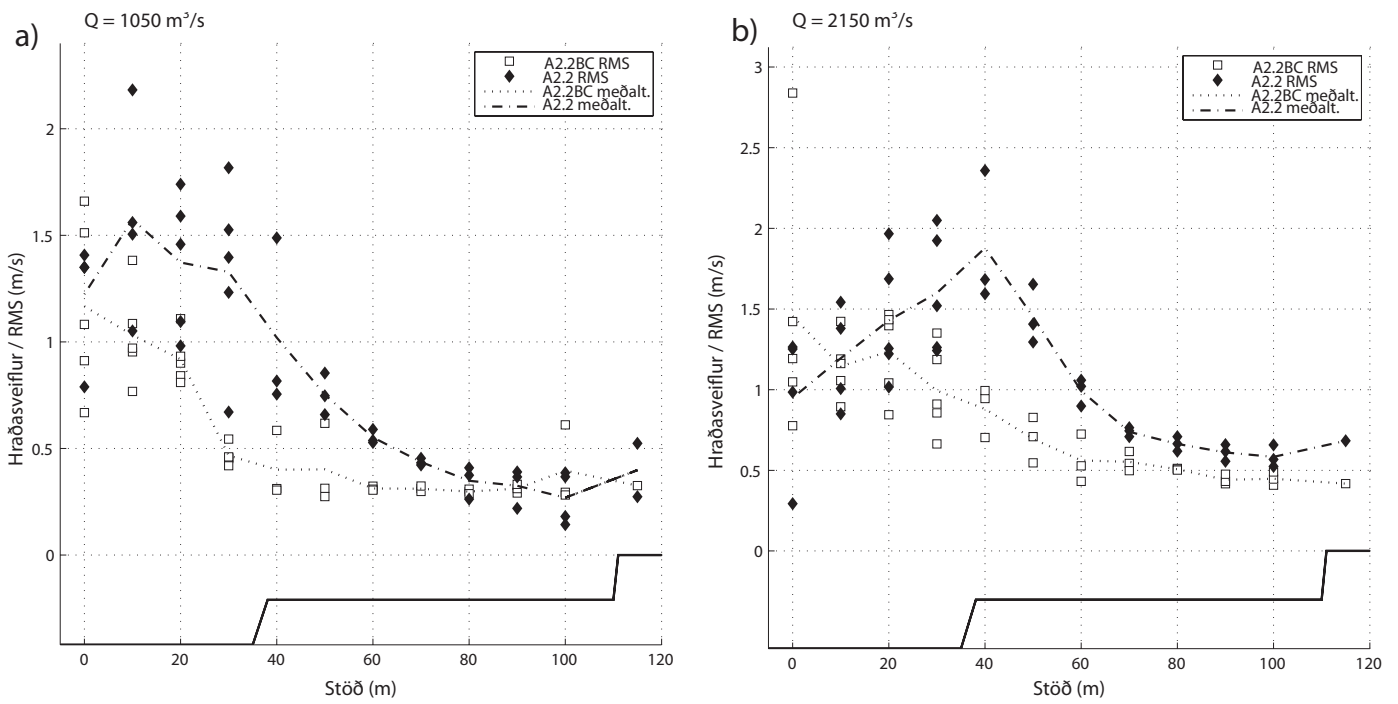 a)
Q = 1050 m³/s
A2.2BC RMS
A2.2 RMS
A2.2BC meðalt.
A2.2 meðalt.
2
1.5
1
0.5
0
Hraðasveiflur / RMS (m/s)
0 20 40 60 80 100 120
Stöð (m)
b)
Q = 2150 m³/s
A2.2BC RMS
A2.2 RMS
A2.2BC meðalt.
A2.2 meðalt.
3
2.5
2
1.5
1
0.5
0
Hraðasveiflur / RMS (m/s)
0 20 40 60 80 100 120
Stöð (m)